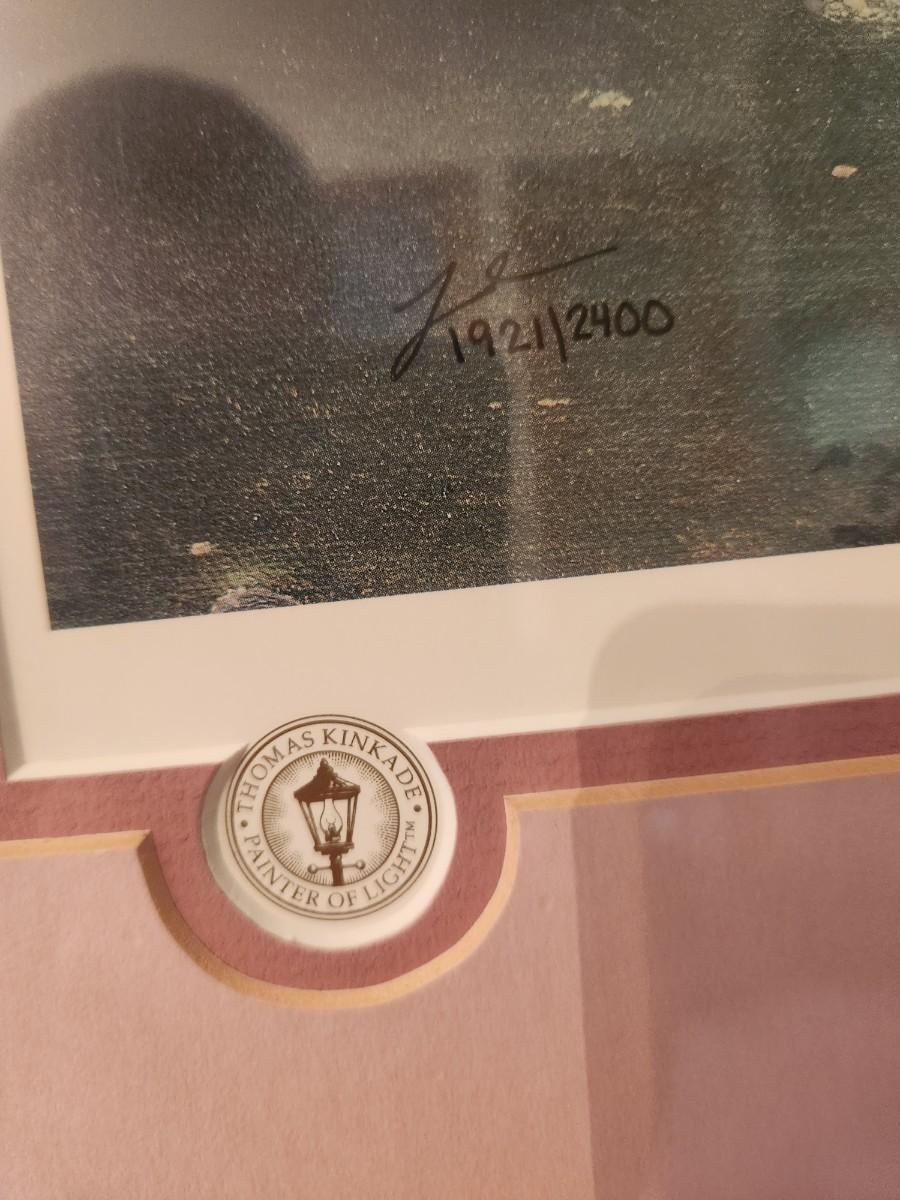 1921/2400
THOMAS KINKADE
• PAINTER OF LIGHT™ •